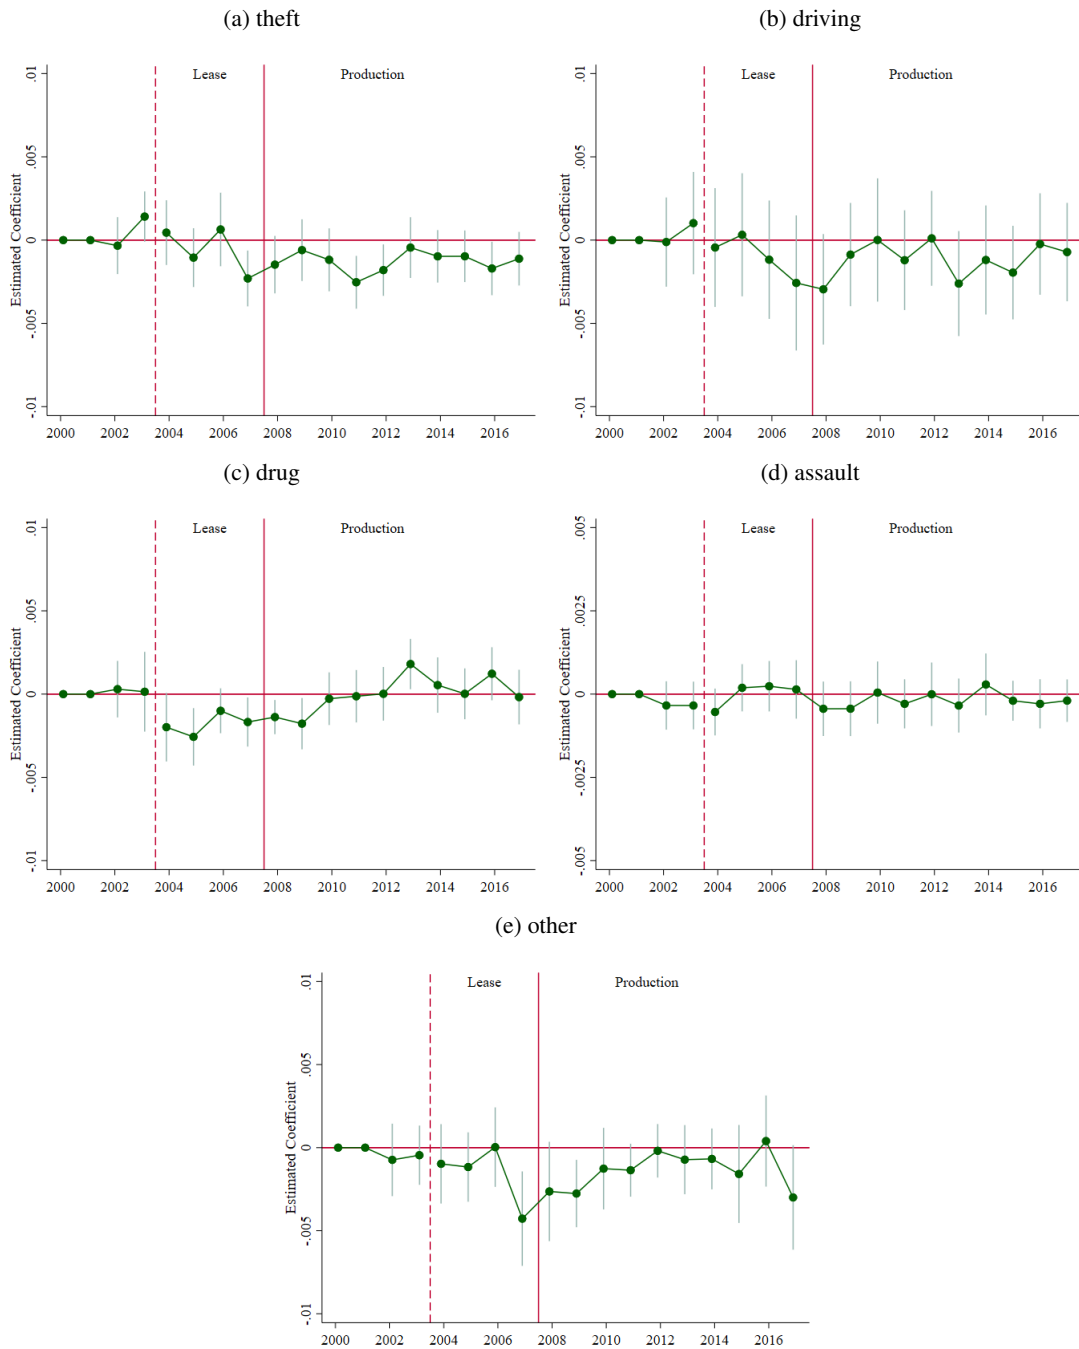 (a) theft
Lease Production
Estimated Coefficient
.01
.005
0
-.005
-.01
2000 2002 2004 2006 2008 2010 2012 2014 2016
(b) driving
Lease Production
Estimated Coefficient
.01
.005
0
-.005
-.01
2000 2002 2004 2006 2008 2010 2012 2014 2016
(c) drug
Lease Production
Estimated Coefficient
.01
.005
0
-.005
-.01
2000 2002 2004 2006 2008 2010 2012 2014 2016
(d) assault
Lease Production
Estimated Coefficient
.005
.0025
0
-.0025
-.005
2000 2002 2004 2006 2008 2010 2012 2014 2016
(e) other
Lease Production
Estimated Coefficient
.01
.005
0
-.005
-.01
2000 2002 2004 2006 2008 2010 2012 2014 2016